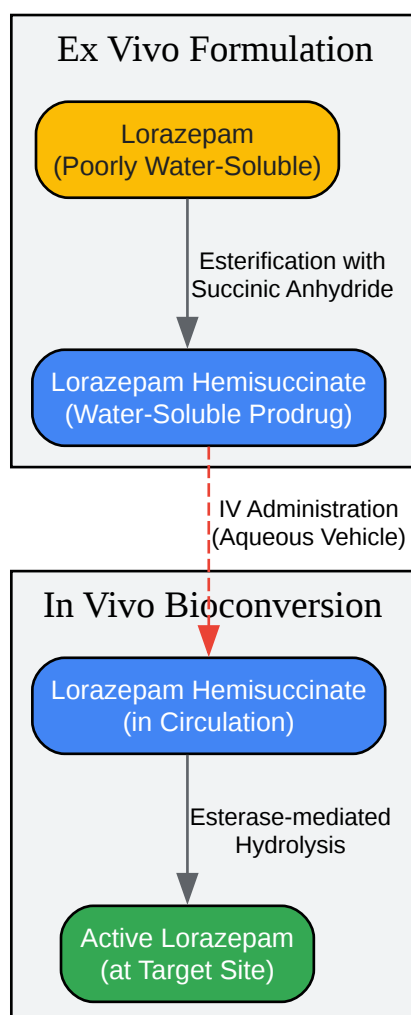 Ex Vivo Formulation
Lorazepam
(Poorly Water-Soluble)
Esterification with
Succinic Anhydride
Lorazepam Hemisuccinate
(Water-Soluble Prodrug)
IV Administration
(Aqueous Vehicle)
In Vivo Bioconversion
Lorazepam Hemisuccinate
(in Circulation)
Esterase-mediated
Hydrolysis
Active Lorazepam
(at Target Site)